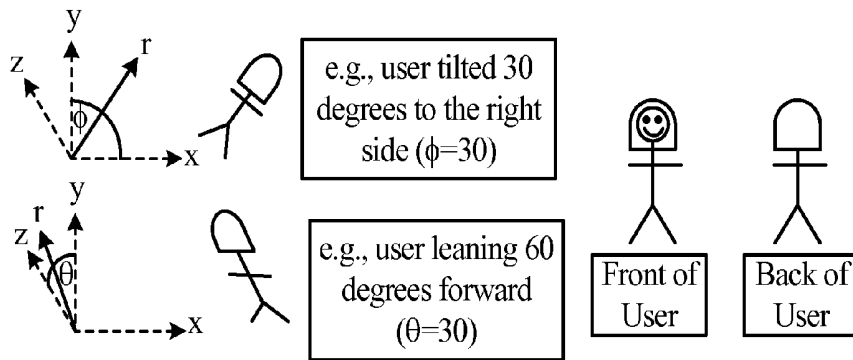 y
z
r
ϕ
x
e.g., user tilted 30
degrees to the right
side (ϕ=30)
y
r
z
θ
x
e.g., user leaning 60
degrees forward
(θ=30)
Front of
User
Back of
User